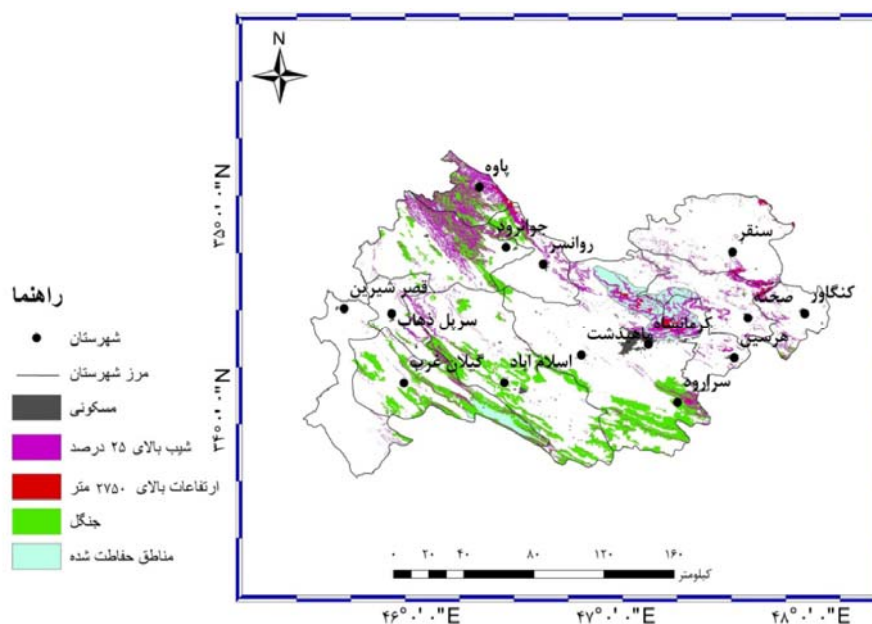 N
پاوه
جوانرود
روانسر
سنقر
قصر شیرین
سرپل ذهاب
صحنه
کنگاور
کرمانشاه
ماهیدشت
هرسین
گیلان غرب
اسلام آباد
سرارود
راهنما
شهرستان
مرز شهرستان
مسکونی
شیب بالای ۲۵ درصد
ارتفاعات بالای ۲۷۵۰ متر
جنگل
مناطق حفاظت شده
۳۵°۰'۰"N
۳۴°۰'۰"N
۰ ۲۰ ۴۰ ۸۰ ۱۲۰ ۱۶۰
کیلومتر
۴۶°۰'۰"E ۴۷°۰'۰"E ۴۸°۰'۰"E